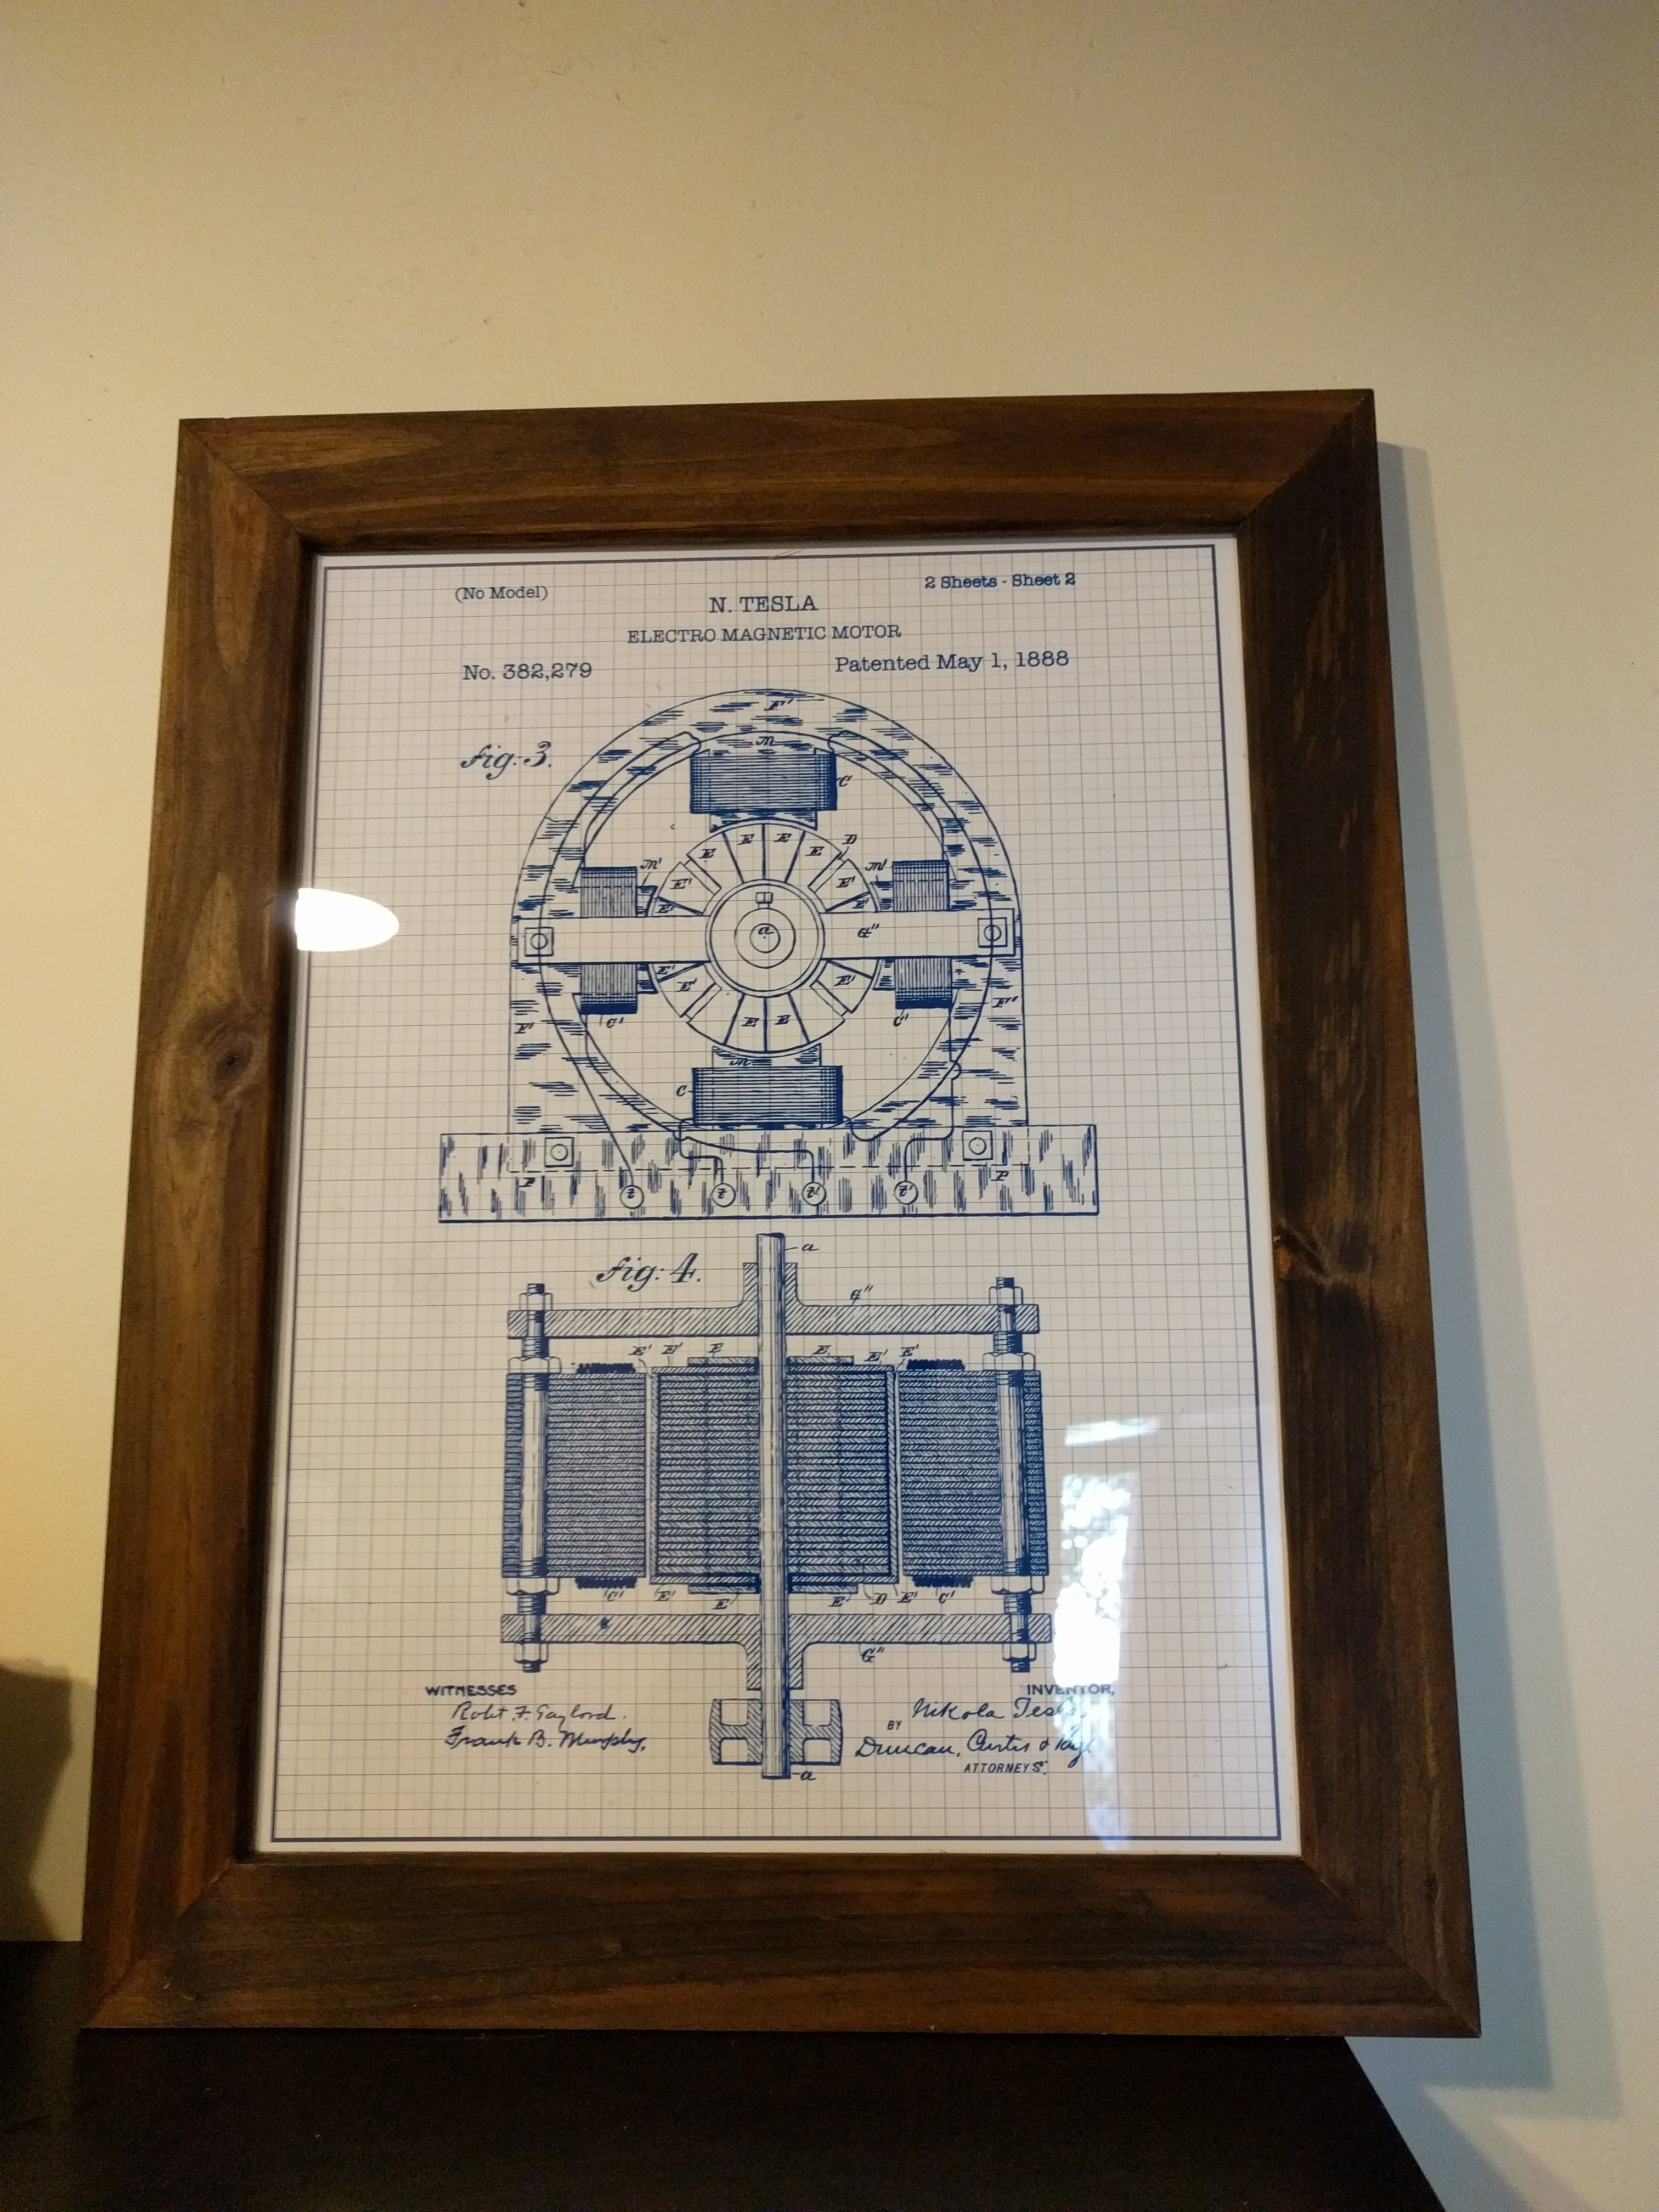 (No Model)
2 Sheets - Sheet 2
N. TESLA
ELECTRO MAGNETIC MOTOR
No. 382,279
Patented May 1, 1888
fig: 3.
F'
m
C
E E E E D
m' E' E' m'
E' E'
a G"
E'
E' E'
E E
C' C' F"
F'
m
C
P P
z z z' z'
fig: 4.
a
G"
E' E' E E E' E'
C' E' E E' D E' C'
G"
WITNESSES
INVENTOR,
Robt. F. Gaylord.
Nikola Tesla
Frank B. Murphy.
BY
Duncan, Curtis &
ATTORNEYS.
a